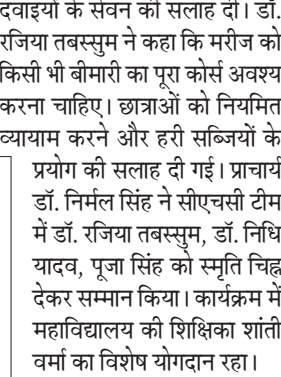 दवाइयों के सेवन की सलाह दी। डॉ.
रजिया तबस्सुम ने कहा कि मरीज को
किसी भी बीमारी का पूरा कोर्स अवश्य
करना चाहिए। छात्राओं को नियमित
व्यायाम करने और हरी सब्जियों के
प्रयोग की सलाह दी गई। प्राचार्य
डॉ. निर्मल सिंह ने सीएचसी टीम
में डॉ. रजिया तबस्सुम, डॉ. निधि
यादव, पूजा सिंह को स्मृति चिह्न
देकर सम्मान किया। कार्यक्रम में
महाविद्यालय की शिक्षिका शांती
वर्मा का विशेष योगदान रहा।